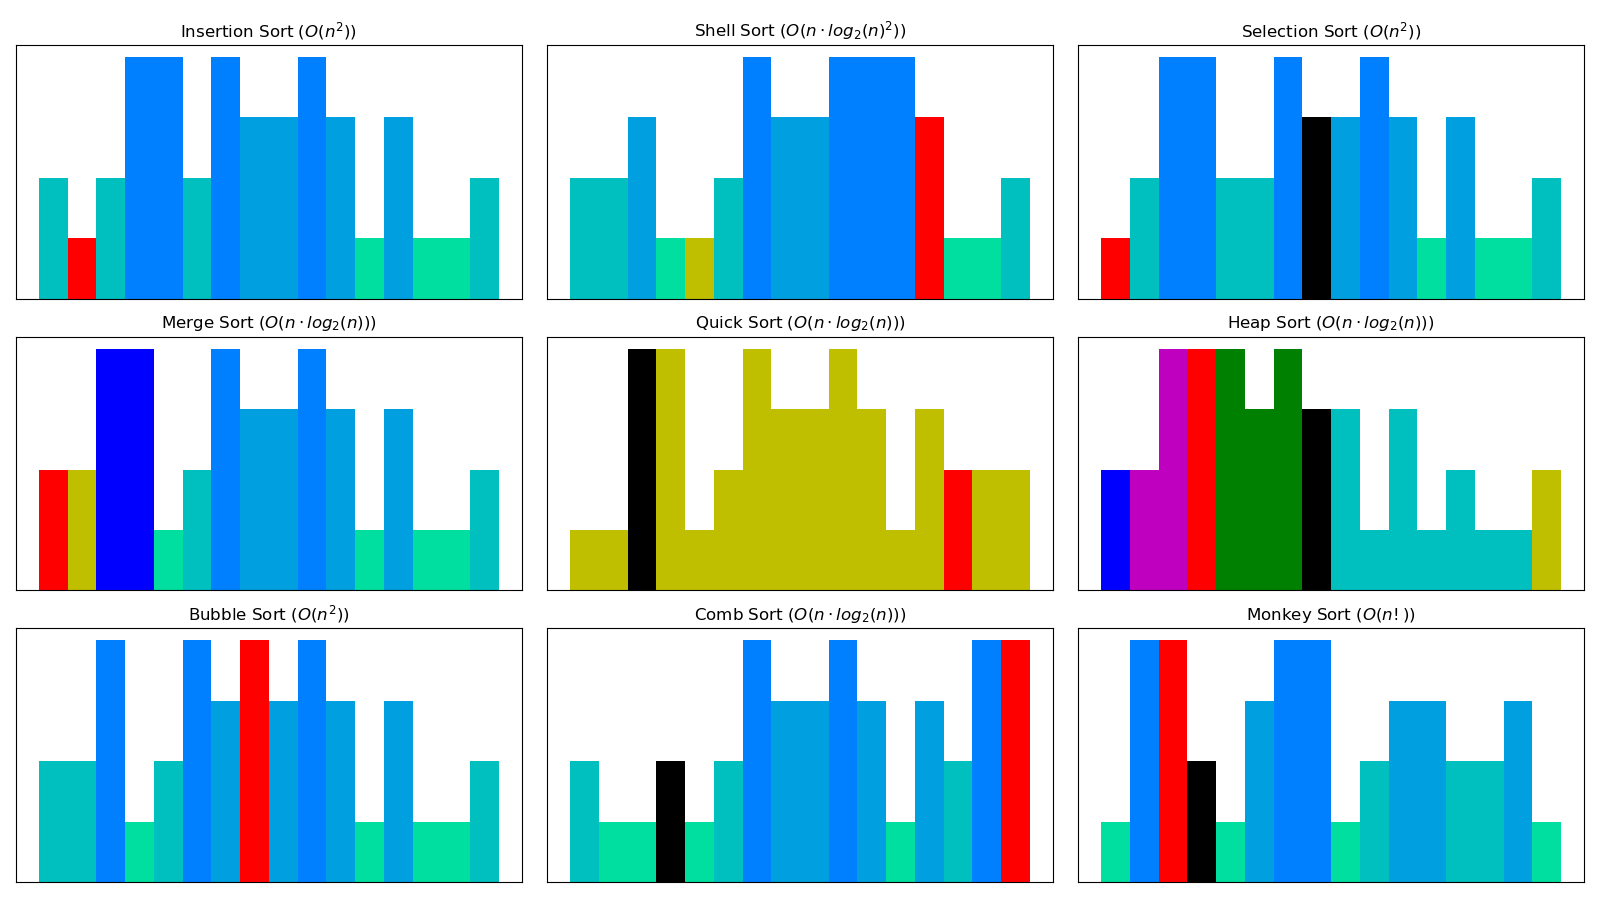 Insertion Sort (O(n²))
Shell Sort (O(n · log₂(n)²))
Selection Sort (O(n²))
Merge Sort (O(n · log₂(n)))
Quick Sort (O(n · log₂(n)))
Heap Sort (O(n · log₂(n)))
Bubble Sort (O(n²))
Comb Sort (O(n · log₂(n)))
Monkey Sort (O(n!))